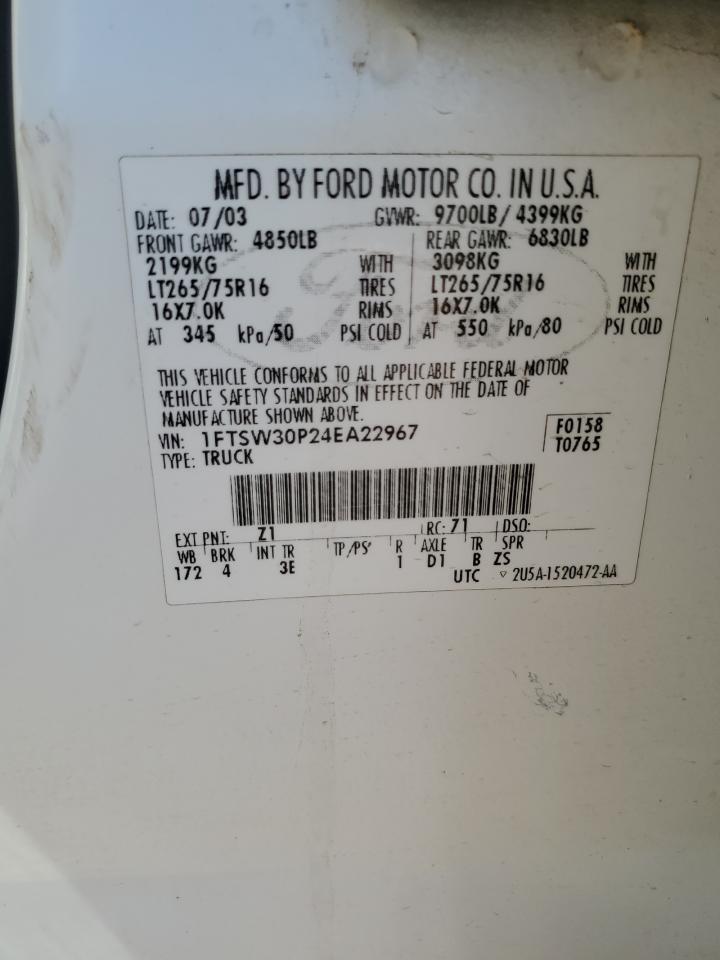 MFD. BY FORD MOTOR CO. IN U.S.A.
DATE: 07/03 GVWR: 9700LB/ 4399KG
FRONT GAWR: 4850LB REAR GAWR: 6830LB
2199KG WITH 3098KG WITH
LT265/75R16 TIRES LT265/75R16 TIRES
16X7.0K RIMS 16X7.0K RIMS
AT 345 kPa/50 PSI COLD AT 550 kPa/80 PSI COLD
THIS VEHICLE CONFORMS TO ALL APPLICABLE FEDERAL MOTOR
VEHICLE SAFETY STANDARDS IN EFFECT ON THE DATE OF
MANUFACTURE SHOWN ABOVE.
VIN: 1FTSW30P24EA22967 F0158
TYPE: TRUCK T0765
EXT PNT: Z1 RC: 71 DSO:
WB BRK INT TR TP/PS R AXLE TR SPR
172 4 3E 1 D1 B ZS
UTC ▽ 2U5A-1520472-AA